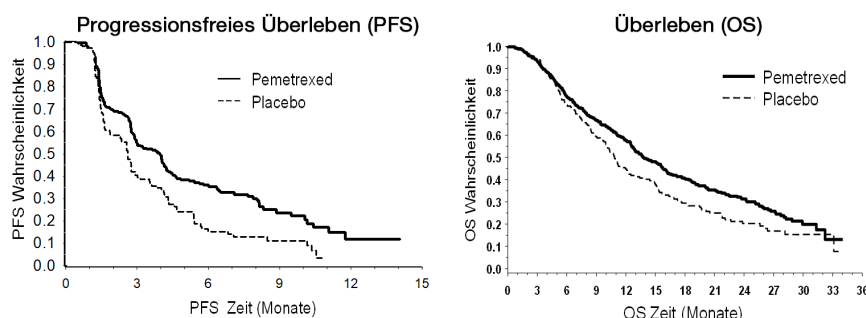 Progressionsfreies Überleben (PFS)
PFS Wahrscheinlichkeit
1.0
0.9
0.8
0.7
0.6
0.5
0.4
0.3
0.2
0.1
0.0
Pemetrexed
Placebo
0 3 6 9 12 15
PFS Zeit (Monate)
Überleben (OS)
OS Wahrscheinlichkeit
1.0
0.9
0.8
0.7
0.6
0.5
0.4
0.3
0.2
0.1
0.0
Pemetrexed
Placebo
0 3 6 9 12 15 18 21 24 27 30 33 36
OS Zeit (Monate)